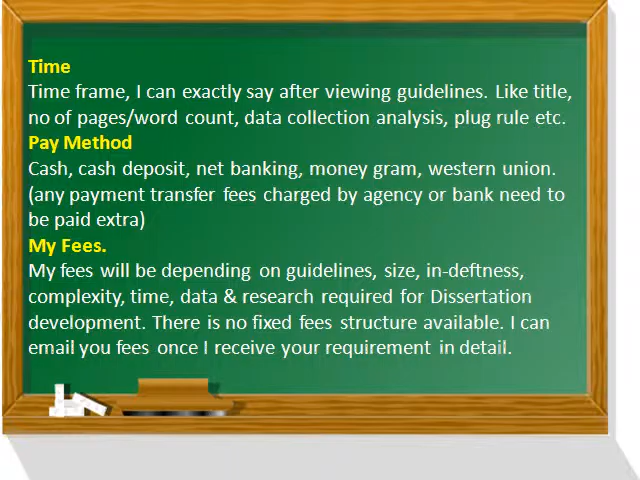 Time
Time frame, I can exactly say after viewing guidelines. Like title,
no of pages/word count, data collection analysis, plug rule etc.
Pay Method
Cash, cash deposit, net banking, money gram, western union.
(any payment transfer fees charged by agency or bank need to
be paid extra)
My Fees.
My fees will be depending on guidelines, size, in-deftness,
complexity, time, data & research required for Dissertation
development. There is no fixed fees structure available. I can
email you fees once I receive your requirement in detail.